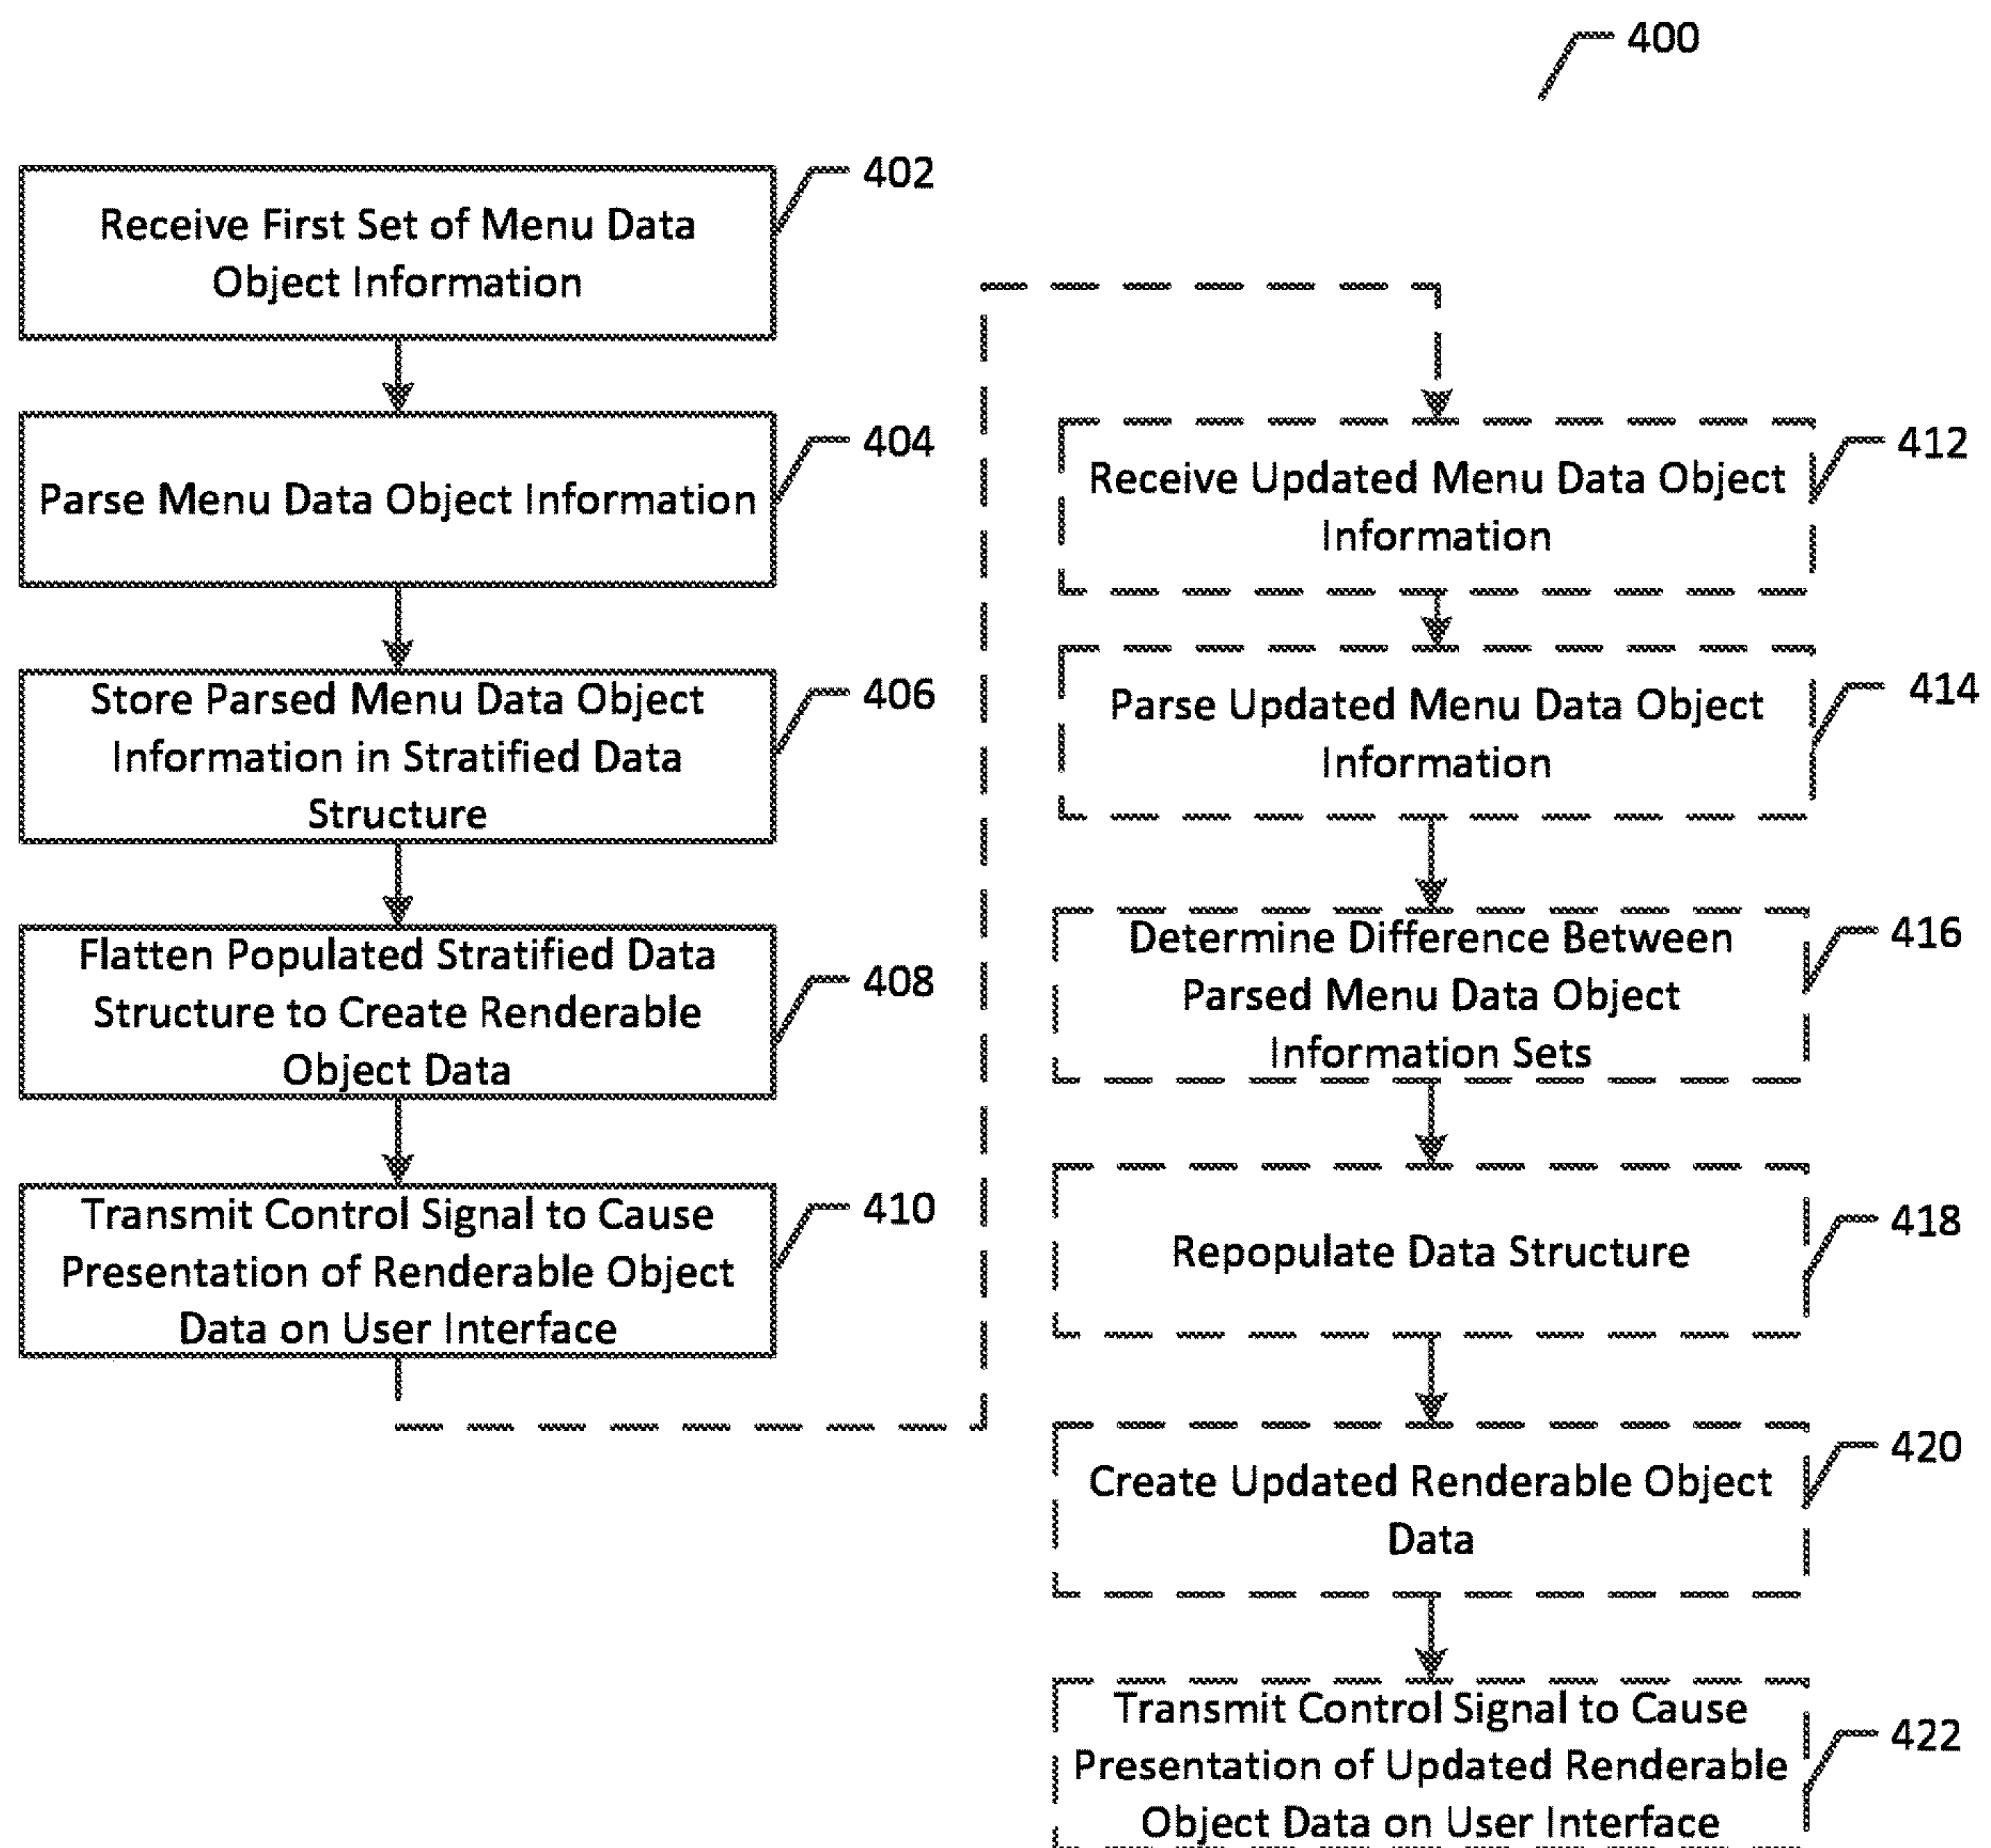 400
402
Receive First Set of Menu Data
Object Information
404
Parse Menu Data Object Information
406
Store Parsed Menu Data Object
Information in Stratified Data
Structure
408
Flatten Populated Stratified Data
Structure to Create Renderable
Object Data
410
Transmit Control Signal to Cause
Presentation of Renderable Object
Data on User Interface
412
Receive Updated Menu Data Object
Information
414
Parse Updated Menu Data Object
Information
416
Determine Difference Between
Parsed Menu Data Object
Information Sets
418
Repopulate Data Structure
420
Create Updated Renderable Object
Data
422
Transmit Control Signal to Cause
Presentation of Updated Renderable
Object Data on User Interface